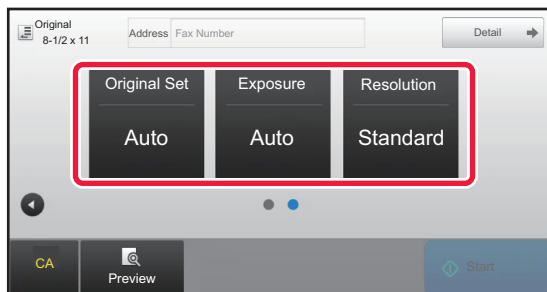 Original
8-1/2 x 11
Address Fax Number
Detail
Original Set
Auto
Exposure
Auto
Resolution
Standard
CA
Preview
Start